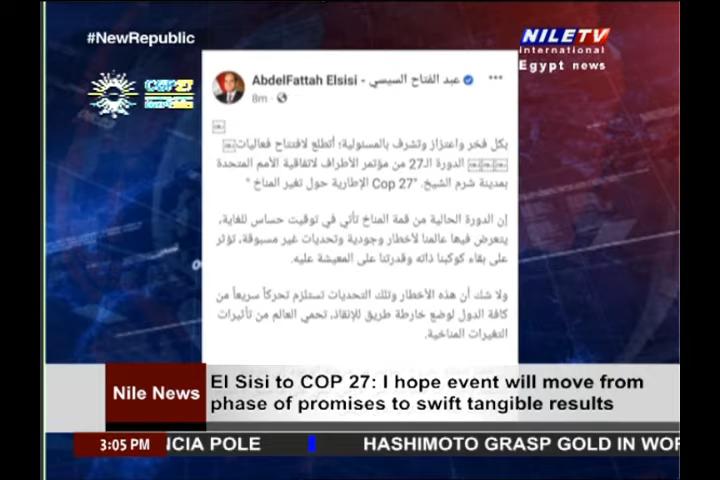 #NewRepublic
NILETV
international
Egypt news
COP27
AbdelFattah Elsisi - عبد الفتاح السيسي
8m
بكل فخر واعتزاز وتشرف بالمسئولية؛ أتطلع لافتتاح فعاليات
الدورة الـ27 من مؤتمر الأطراف لاتفاقية الأمم المتحدة
بمدينة شرم الشيخ. "Cop 27 الإطارية حول تغير المناخ "
إن الدورة الحالية من قمة المناخ تأتي في توقيت حساس للغاية،
يتعرض فيها عالمنا لأخطار وجودية وتحديات غير مسبوقة، تؤثر
على بقاء كوكبنا ذاته وقدرتنا على المعيشة عليه.
ولا شك أن هذه الأخطار وتلك التحديات تستلزم تحركاً سريعاً من
كافة الدول لوضع خارطة طريق للإنقاذ، تحمي العالم من تأثيرات
التغيرات المناخية.
Nile News
El Sisi to COP 27: I hope event will move from
phase of promises to swift tangible results
3:05 PM NCIA POLE HASHIMOTO GRASP GOLD IN WOR